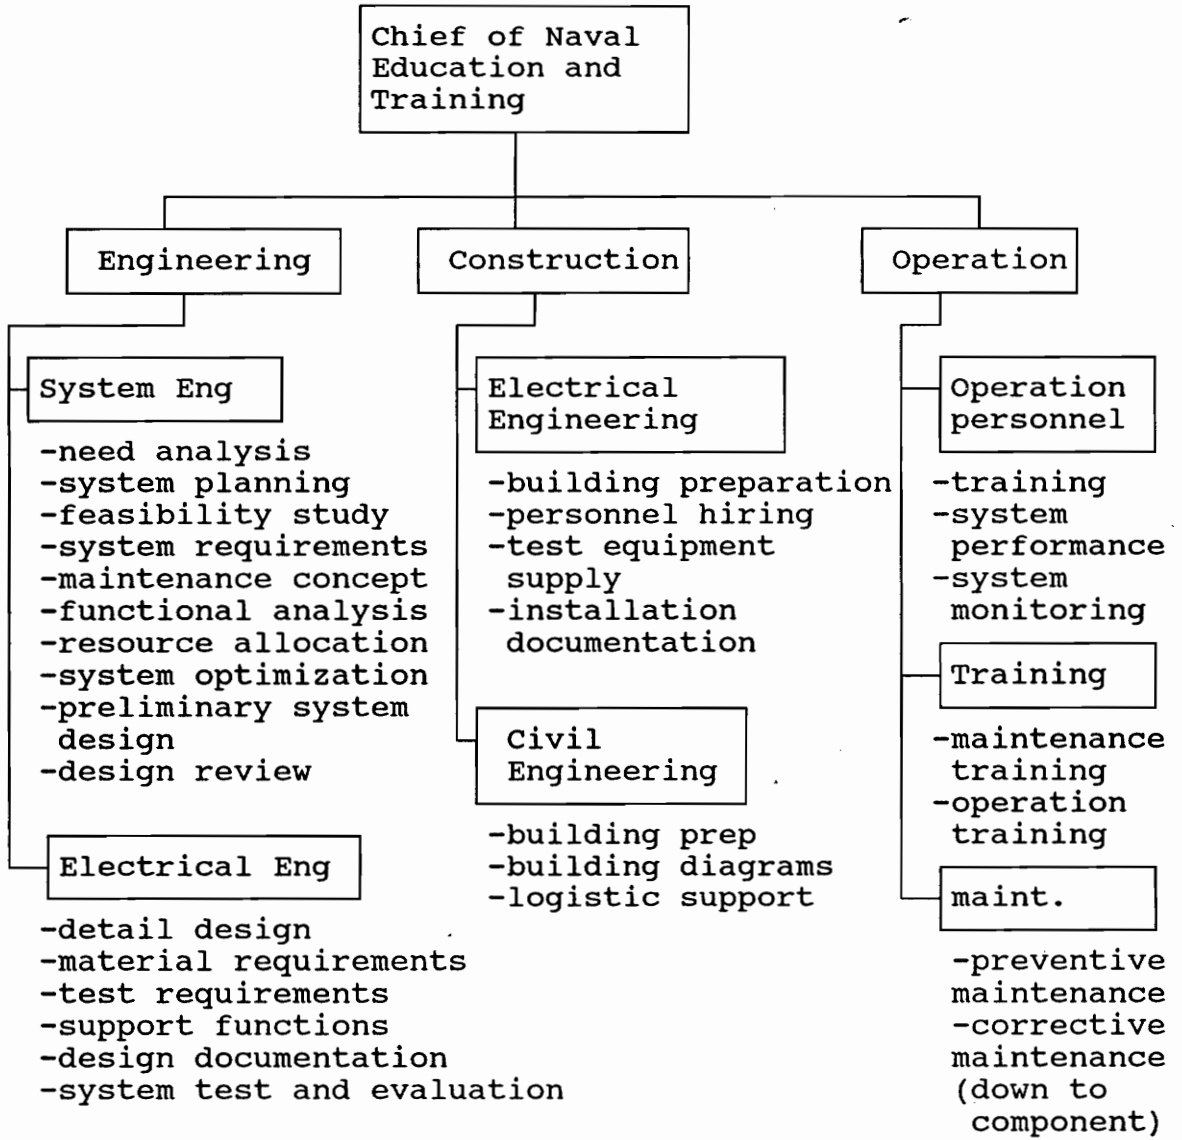 Chief of Naval
Education and
Training
Engineering
Construction
Operation
System Eng
-need analysis
-system planning
-feasibility study
-system requirements
-maintenance concept
-functional analysis
-resource allocation
-system optimization
-preliminary system
design
-design review
Electrical Eng
-detail design
-material requirements
-test requirements
-support functions
-design documentation
-system test and evaluation
Electrical
Engineering
-building preparation
-personnel hiring
-test equipment
supply
-installation
documentation
Civil
Engineering
-building prep
-building diagrams
-logistic support
Operation
personnel
-training
-system
performance
-system
monitoring
Training
-maintenance
training
-operation
training
maint.
-preventive
maintenance
-corrective
maintenance
(down to
component)